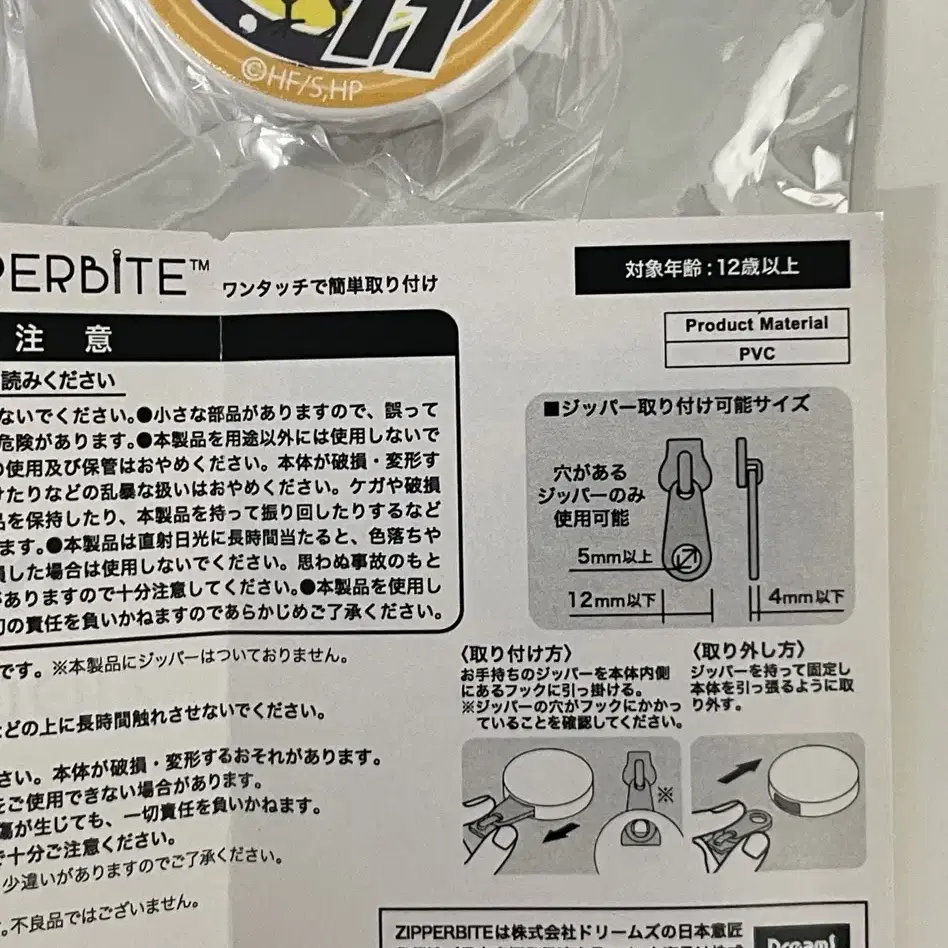 11
©HF/S,HP
PERBITE™ ワンタッチで簡単取り付け
対象年齢:12歳以上
Product Material
PVC
注 意
読みください
ないでください。●小さな部品がありますので、誤って
危険があります。●本製品を用途以外には使用しないで
の使用及び保管はおやめください。本体が破損・変形す
けたりなどの乱暴な扱いはおやめください。ケガや破損
品を保持したり、本製品を持って振り回したりするなど
ます。●本製品は直射日光に長時間当たると、色落ちや
損した場合は使用しないでください。思わぬ事故のもと
がありますので十分注意してください。●本製品を使用し
切の責任を負いかねますのであらかじめご了承ください。
■ジッパー取り付け可能サイズ
穴がある
ジッパーのみ
使用可能
5mm以上
12mm以下
4mm以下
です。※本製品にジッパーはついておりません。
などの上に長時間触れさせないでください。
さい。本体が破損・変形するおそれがあります。
をご使用できない場合があります。
傷が生じても、一切責任を負いかねます。
で十分ご注意ください。
少違いがありますのでご了承ください。
。不良品ではございません。
〈取り付け方〉
お手持ちのジッパーを本体内側
にあるフックに引っ掛ける。
※ジッパーの穴がフックにかかっ
ていることを確認してください。
〈取り外し方〉
ジッパーを持って固定し
本体を引っ張るように取
り外す。
※
ZIPPERBITEは株式会社ドリームズの日本意匠
Dreams